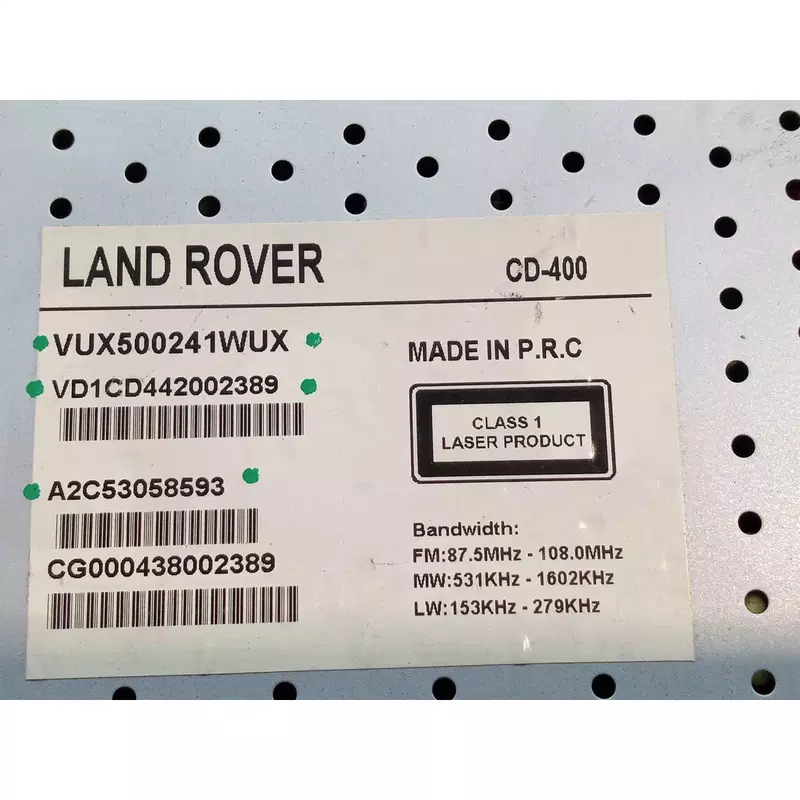 LAND ROVER
CD-400
VUX500241WUX
VD1CD442002389
A2C53058593
CG000438002389
MADE IN P.R.C
CLASS 1
LASER PRODUCT
Bandwidth:
FM:87.5MHz - 108.0MHz
MW:531KHz - 1602KHz
LW:153KHz - 279KHz